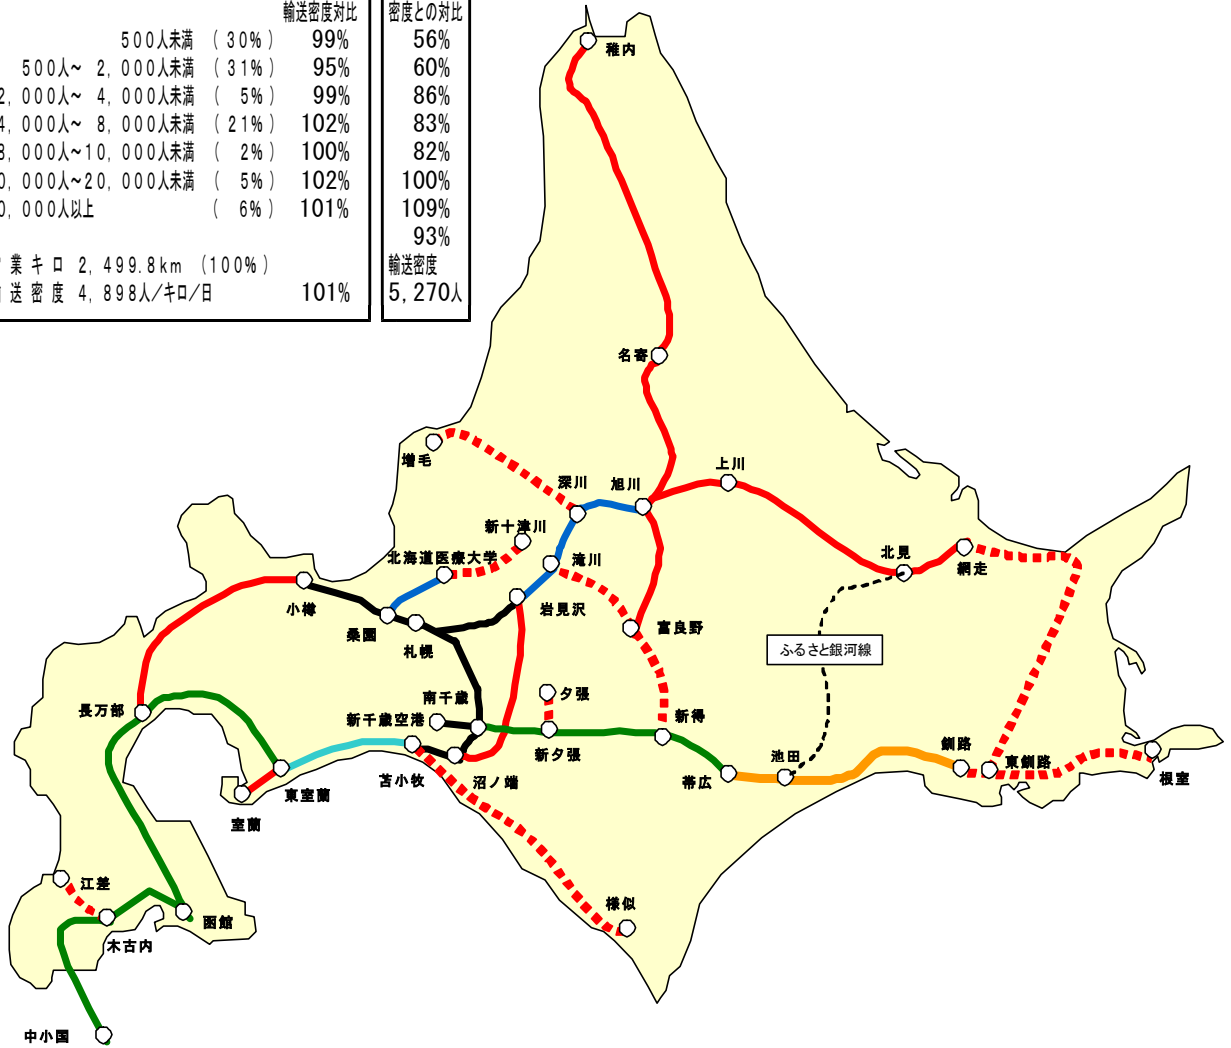 輸送密度対比 密度との対比
500人未満 (30%) 99% 56%
500人~ 2,000人未満 (31%) 95% 60%
2,000人~ 4,000人未満 ( 5%) 99% 86%
4,000人~ 8,000人未満 (21%) 102% 83%
8,000人~10,000人未満 ( 2%) 100% 82%
0,000人~20,000人未満 ( 5%) 102% 100%
0,000人以上 ( 6%) 101% 109%
93%
業キロ 2,499.8km (100%) 輸送密度
送密度 4,898人/キロ/日 101% 5,270人
稚内
名寄
増毛
深川
旭川
上川
新十津川
北海道医療大学
滝川
北見
網走
小樽
桑園
札幌
岩見沢
富良野
ふるさと銀河線
長万部
南千歳
新千歳空港
夕張
新得
新夕張
池田
釧路
東釧路
根室
室蘭
東室蘭
苫小牧
沼ノ端
帯広
江差
木古内
函館
様似
中小国